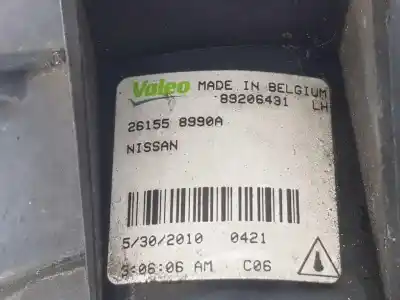 Valeo MADE IN BELGIUM
89206431 LH
26155 8990A
NISSAN
5/30/2010 0421
3:06:06 AM C06